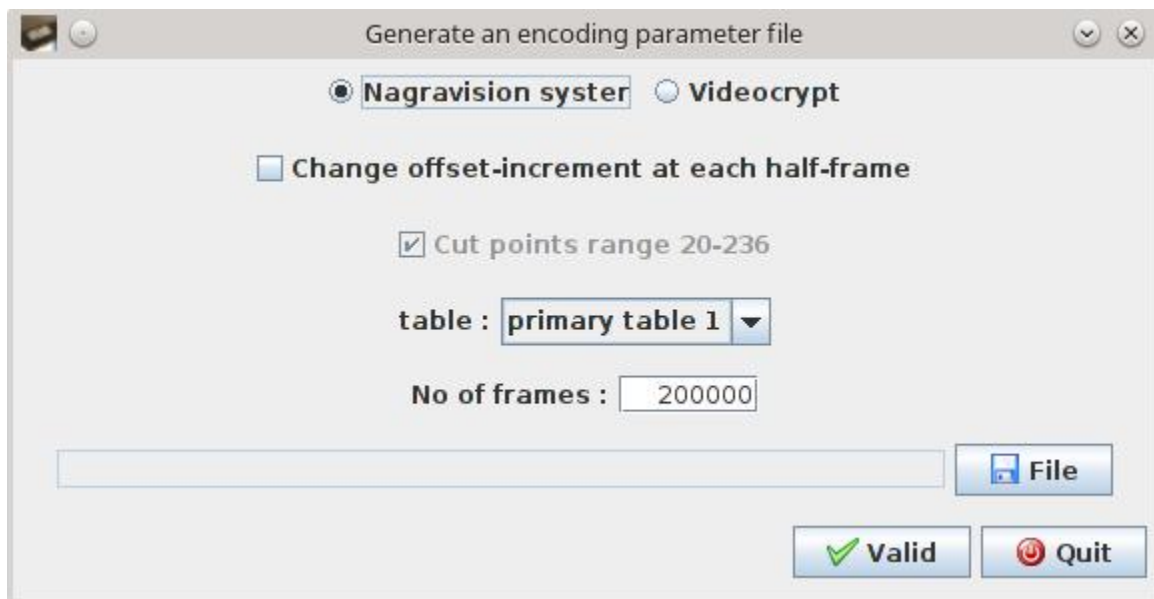 Generate an encoding parameter file
Nagravision syster Videocrypt
Change offset-increment at each half-frame
Cut points range 20-236
table : primary table 1
No of frames : 200000
File
Valid Quit